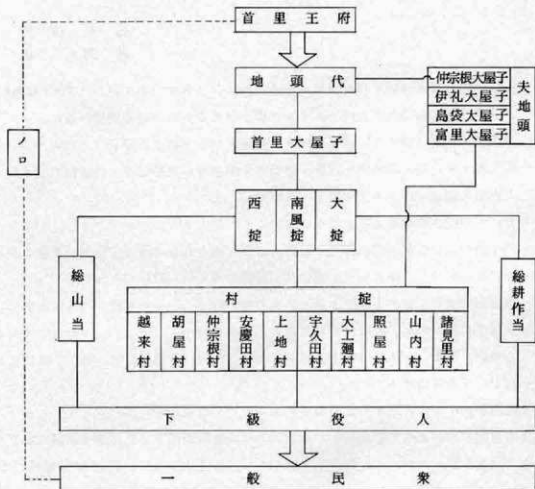 首里王府
地頭代
仲宗根大屋子
伊礼大屋子
島袋大屋子
富里大屋子
夫地頭
ノロ
首里大屋子
西掟
南風掟
大掟
総山当
総耕作当
村掟
越来村
胡屋村
仲宗根村
安慶田村
上地村
宇久田村
大工廻村
照屋村
山内村
諸見里村
下級役人
一般民衆